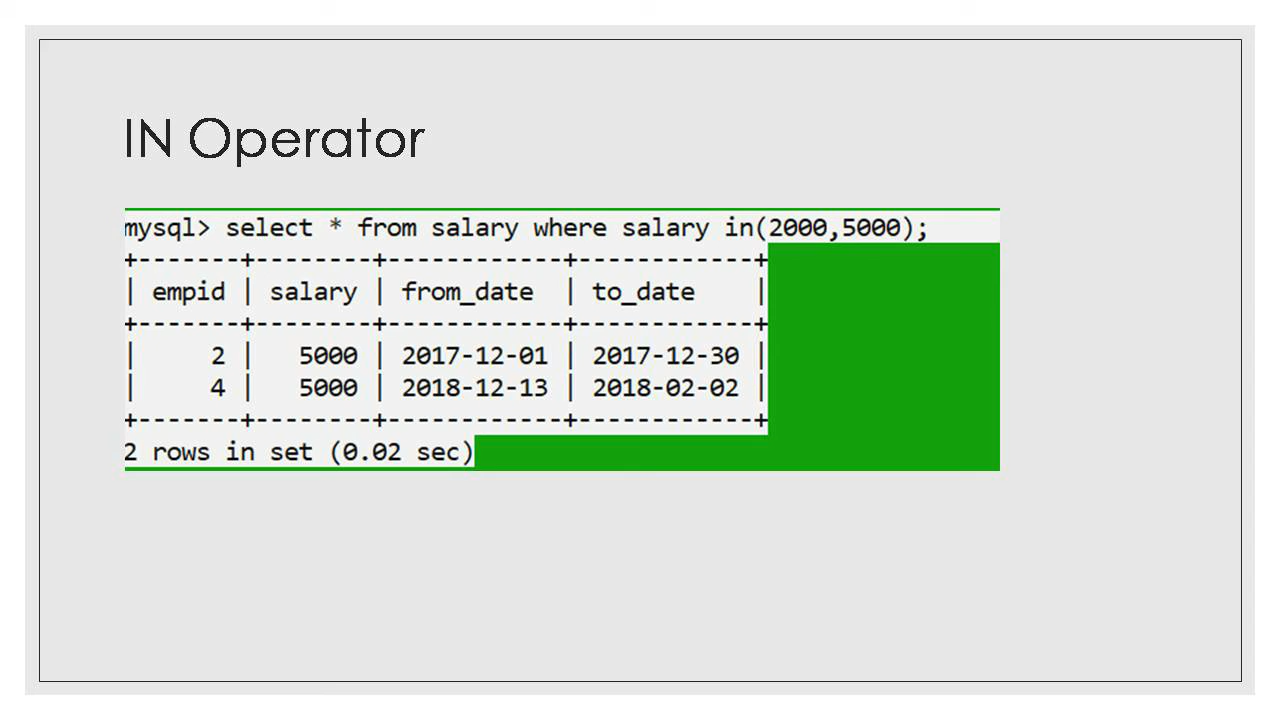 IN Operator
mysql> select * from salary where salary in(2000,5000);
+-------+--------+------------+------------+
| empid | salary | from_date  | to_date    |
+-------+--------+------------+------------+
|     2 |   5000 | 2017-12-01 | 2017-12-30 |
|     4 |   5000 | 2018-12-13 | 2018-02-02 |
+-------+--------+------------+------------+
2 rows in set (0.02 sec)